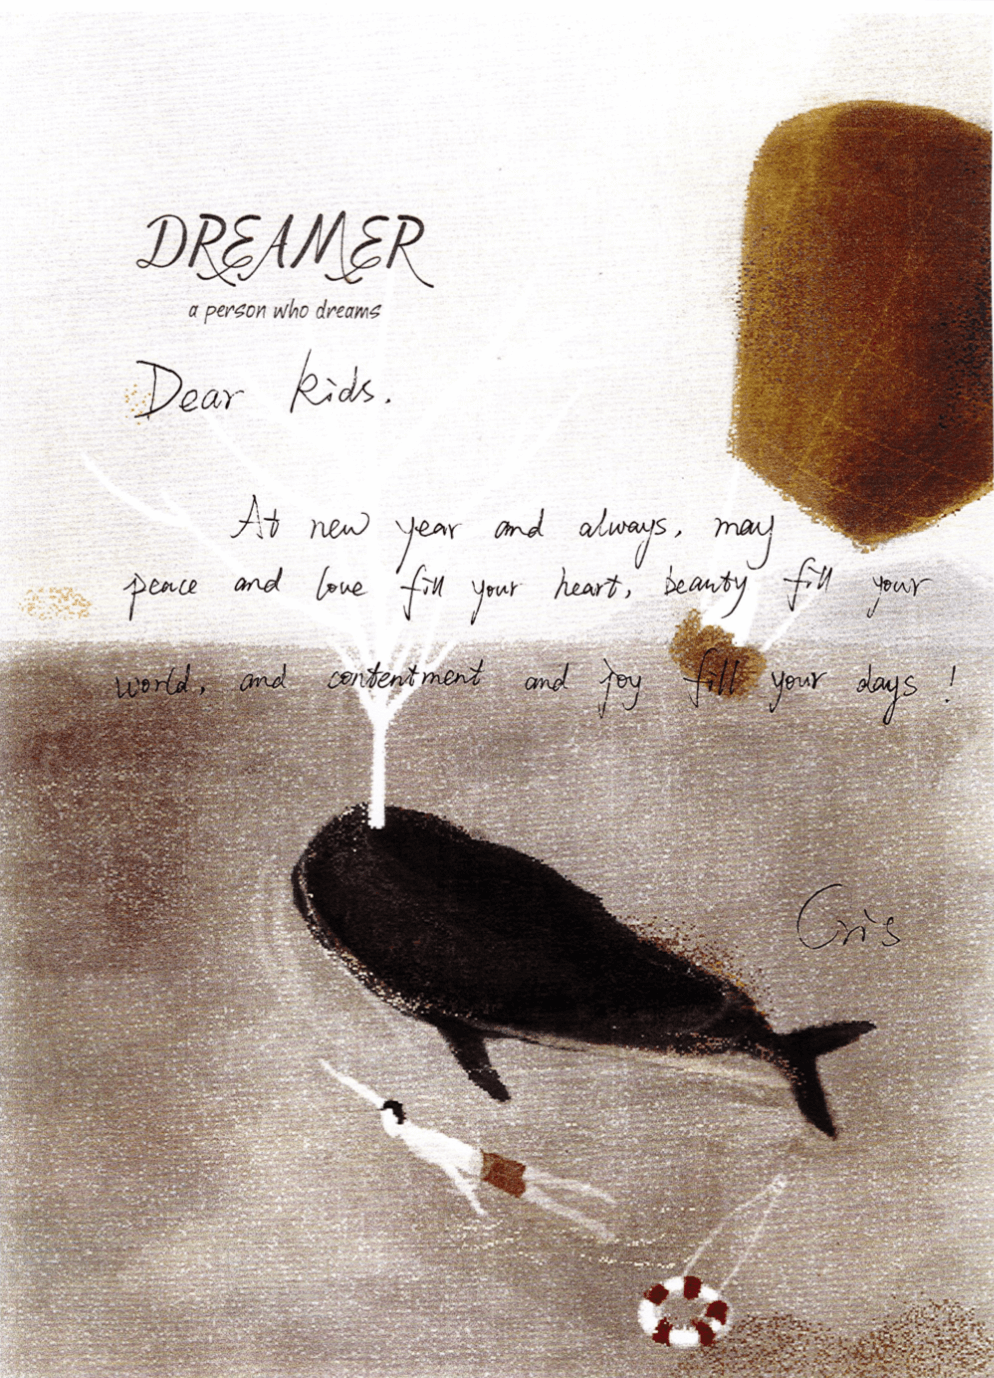 DREAMER
a person who dreams
Dear kids.
At new year and always, may
peace and love fill your heart, beauty fill your
world, and contentment and joy fill your days !
Cris